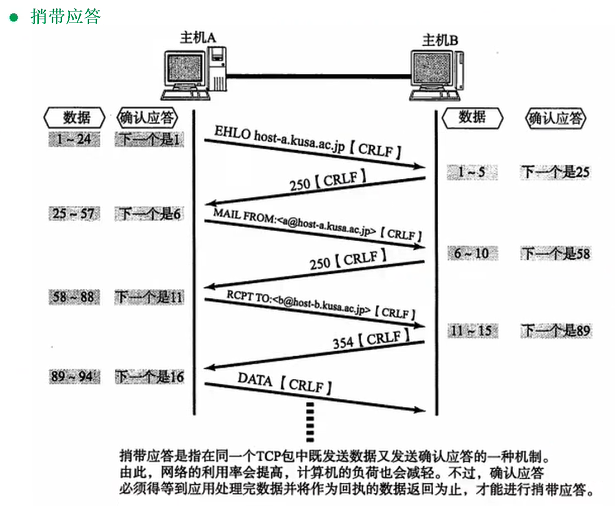 ● 捎带应答
主机A
主机B
数据 确认应答
数据 确认应答
1~24 下一个是1
EHLO host-a.kusa.ac.jp【CRLF】
1~5 下一个是25
250【CRLF】
25~57 下一个是6
MAIL FROM:<a@host-a.kusa.ac.jp>【CRLF】
6~10 下一个是58
250【CRLF】
58~88 下一个是11
RCPT TO:<b@host-b.kusa.ac.jp>【CRLF】
11~15 下一个是89
354【CRLF】
89~94 下一个是16
DATA【CRLF】
捎带应答是指在同一个TCP包中既发送数据又发送确认应答的一种机制。
由此，网络的利用率会提高，计算机的负荷也会减轻。不过，确认应答
必须得等到应用处理完数据并将作为回执的数据返回为止，才能进行捎带应答。